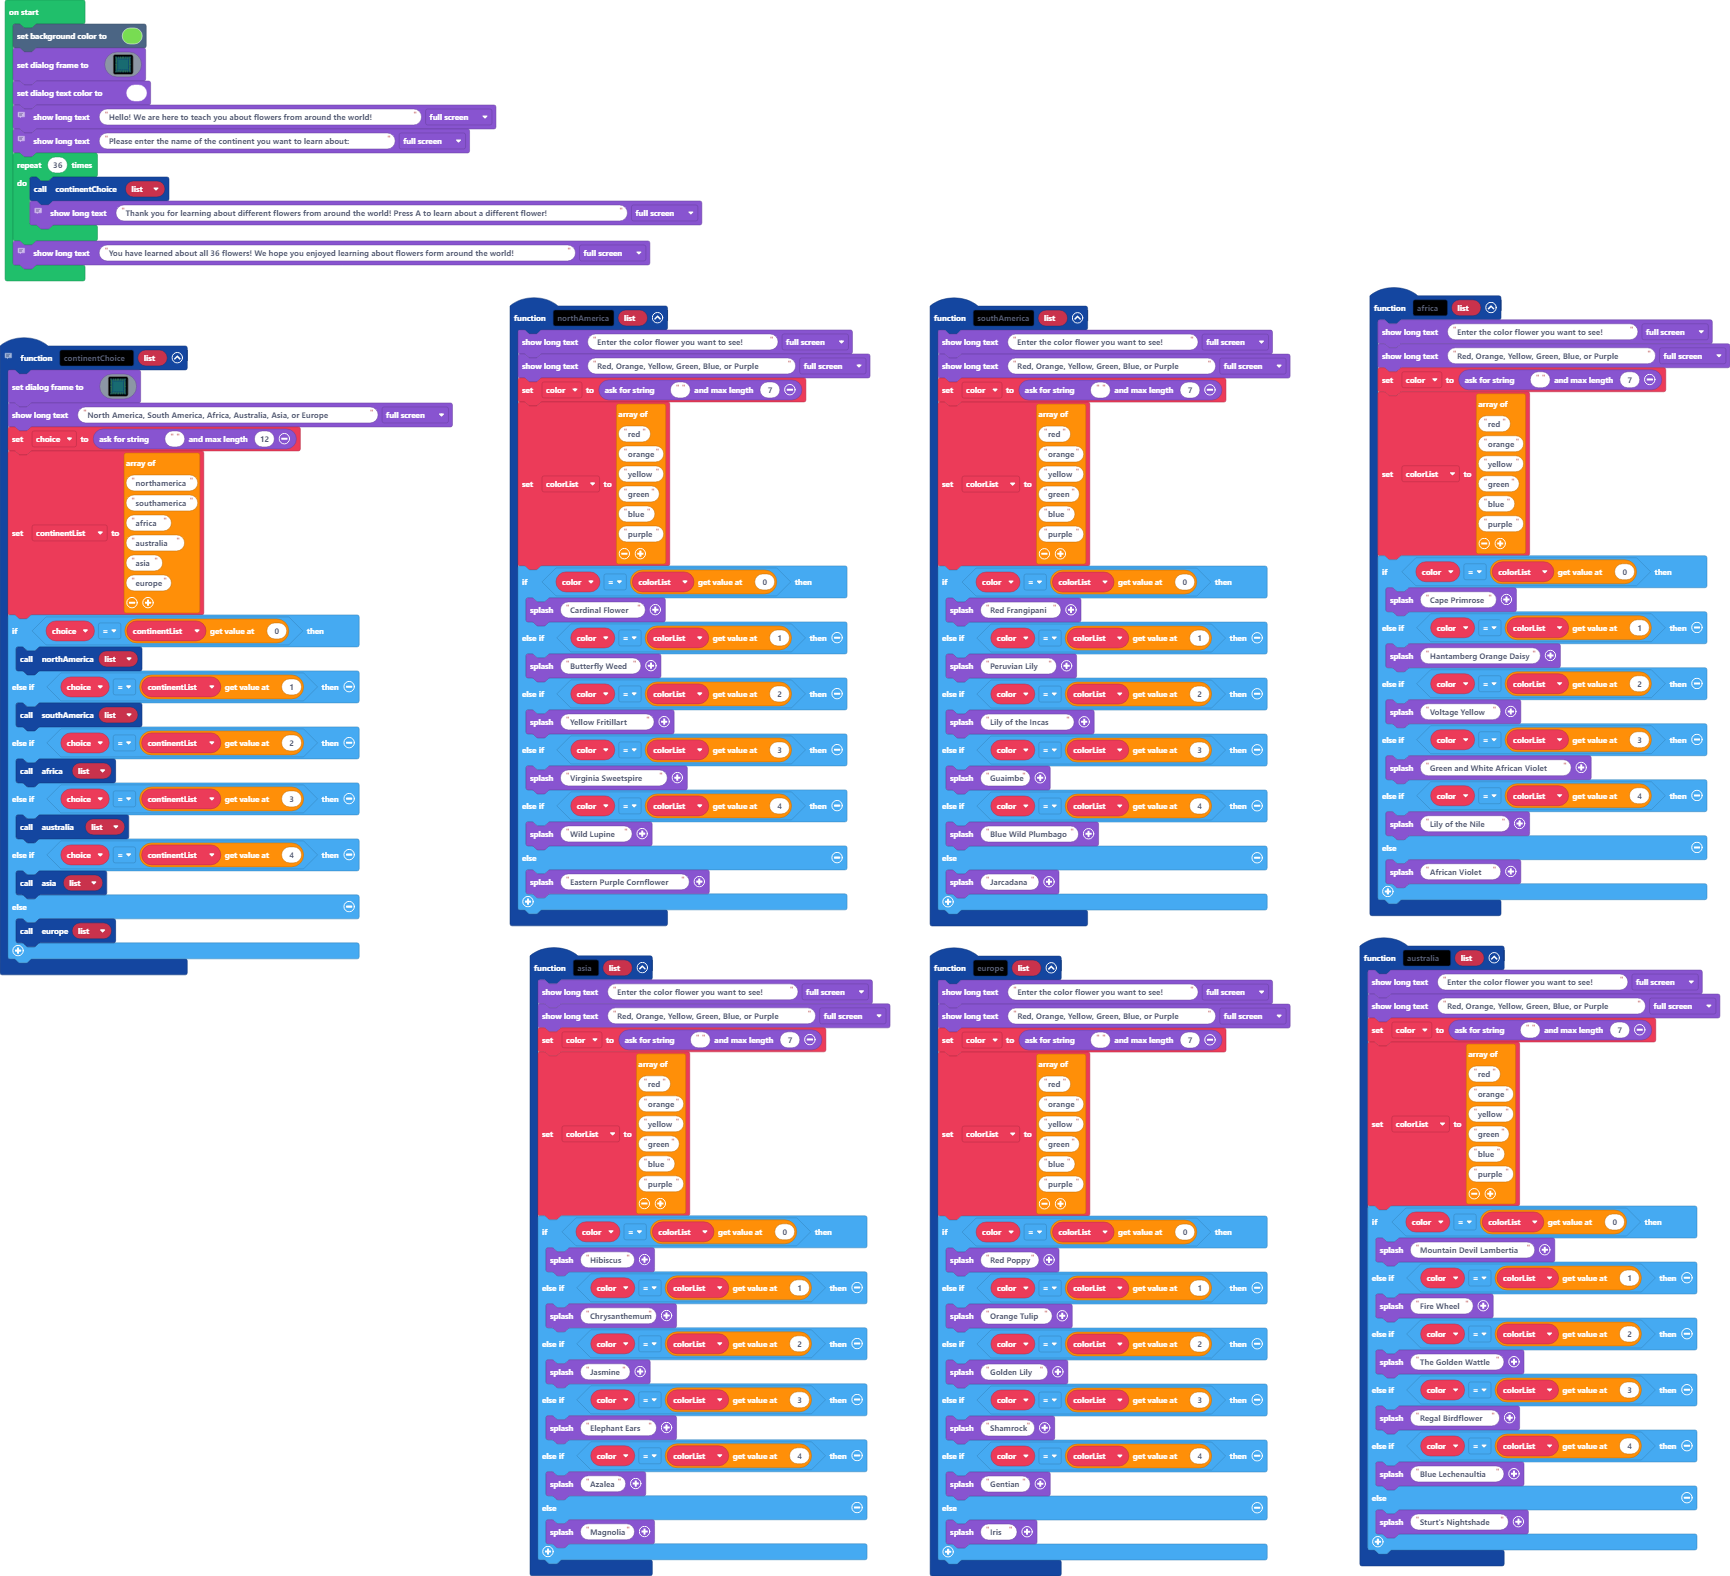 on start
set background color to
set dialog frame to
set dialog text color to
show long text "Hello! We are here to teach you about flowers from around the world!" full screen
show long text "Please enter the name of the continent you want to learn about:" full screen
repeat 36 times
do call continentChoice list
show long text "Thank you for learning about different flowers from around the world! Press A to learn about a different flower!" full screen
show long text "You have learned about all 36 flowers! We hope you enjoyed learning about flowers form around the world!" full screen
function continentChoice list
set dialog frame to
show long text "North America, South America, Africa, Australia, Asia, or Europe" full screen
set choice to ask for string "" and max length 12
array of
"northamerica"
"southamerica"
"africa"
"australia"
"asia"
"europe"
set continentList to
if choice = continentList get value at 0 then
call northAmerica list
else if choice = continentList get value at 1 then
call southAmerica list
else if choice = continentList get value at 2 then
call africa list
else if choice = continentList get value at 3 then
call australia list
else if choice = continentList get value at 4 then
call asia list
else
call europe list
function northAmerica list
show long text "Enter the color flower you want to see!" full screen
show long text "Red, Orange, Yellow, Green, Blue, or Purple" full screen
set color to ask for string "" and max length 7
array of
"red"
"orange"
"yellow"
"green"
"blue"
"purple"
set colorList to
if color = colorList get value at 0 then
splash "Cardinal Flower"
else if color = colorList get value at 1 then
splash "Butterfly Weed"
else if color = colorList get value at 2 then
splash "Yellow Fritillart"
else if color = colorList get value at 3 then
splash "Virginia Sweetspire"
else if color = colorList get value at 4 then
splash "Wild Lupine"
else
splash "Eastern Purple Cornflower"
function southAmerica list
show long text "Enter the color flower you want to see!" full screen
show long text "Red, Orange, Yellow, Green, Blue, or Purple" full screen
set color to ask for string "" and max length 7
array of
"red"
"orange"
"yellow"
"green"
"blue"
"purple"
set colorList to
if color = colorList get value at 0 then
splash "Red Frangipani"
else if color = colorList get value at 1 then
splash "Peruvian Lily"
else if color = colorList get value at 2 then
splash "Lily of the Incas"
else if color = colorList get value at 3 then
splash "Guaimbe"
else if color = colorList get value at 4 then
splash "Blue Wild Plumbago"
else
splash "Jarcadana"
function africa list
show long text "Enter the color flower you want to see!" full screen
show long text "Red, Orange, Yellow, Green, Blue, or Purple" full screen
set color to ask for string "" and max length 7
array of
"red"
"orange"
"yellow"
"green"
"blue"
"purple"
set colorList to
if color = colorList get value at 0 then
splash "Cape Primrose"
else if color = colorList get value at 1 then
splash "Hantamberg Orange Daisy"
else if color = colorList get value at 2 then
splash "Voltage Yellow"
else if color = colorList get value at 3 then
splash "Green and White African Violet"
else if color = colorList get value at 4 then
splash "Lily of the Nile"
else
splash "African Violet"
function asia list
show long text "Enter the color flower you want to see!" full screen
show long text "Red, Orange, Yellow, Green, Blue, or Purple" full screen
set color to ask for string "" and max length 7
array of
"red"
"orange"
"yellow"
"green"
"blue"
"purple"
set colorList to
if color = colorList get value at 0 then
splash "Hibiscus"
else if color = colorList get value at 1 then
splash "Chrysanthemum"
else if color = colorList get value at 2 then
splash "Jasmine"
else if color = colorList get value at 3 then
splash "Elephant Ears"
else if color = colorList get value at 4 then
splash "Azalea"
else
splash "Magnolia"
function europe list
show long text "Enter the color flower you want to see!" full screen
show long text "Red, Orange, Yellow, Green, Blue, or Purple" full screen
set color to ask for string "" and max length 7
array of
"red"
"orange"
"yellow"
"green"
"blue"
"purple"
set colorList to
if color = colorList get value at 0 then
splash "Red Poppy"
else if color = colorList get value at 1 then
splash "Orange Tulip"
else if color = colorList get value at 2 then
splash "Golden Lily"
else if color = colorList get value at 3 then
splash "Shamrock"
else if color = colorList get value at 4 then
splash "Gentian"
else
splash "Iris"
function australia list
show long text "Enter the color flower you want to see!" full screen
show long text "Red, Orange, Yellow, Green, Blue, or Purple" full screen
set color to ask for string "" and max length 7
array of
"red"
"orange"
"yellow"
"green"
"blue"
"purple"
set colorList to
if color = colorList get value at 0 then
splash "Mountain Devil Lambertia"
else if color = colorList get value at 1 then
splash "Fire Wheel"
else if color = colorList get value at 2 then
splash "The Golden Wattle"
else if color = colorList get value at 3 then
splash "Regal Birdflower"
else if color = colorList get value at 4 then
splash "Blue Lechenaultia"
else
splash "Sturt's Nightshade"